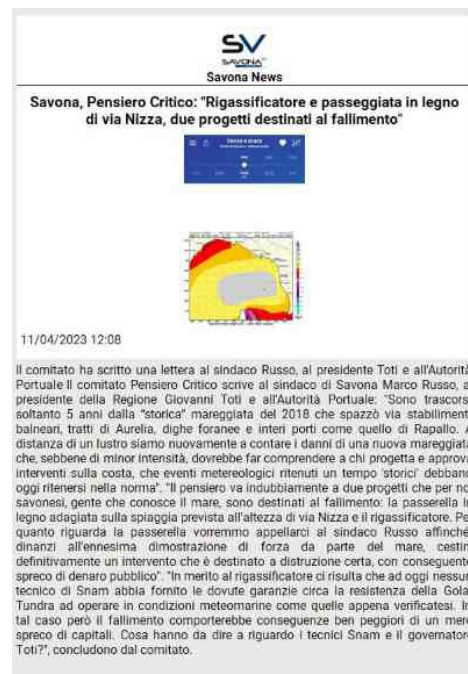 SV
SAVONA
Savona News
Savona, Pensiero Critico: "Rigassificatore e passeggiata in legno
di via Nizza, due progetti destinati al fallimento"
11/04/2023 12:08
Il comitato ha scritto una lettera al sindaco Russo, al presidente Toti e all'Autorità
Portuale Il comitato Pensiero Critico scrive al sindaco di Savona Marco Russo, a
presidente della Regione Giovanni Toti e all'Autorità Portuale: "Sono trascors
soltanto 5 anni dalla "storica" mareggiata del 2018 che spazzò via stabiliment
balneari, tratti di Aurelia, dighe foranee e interi porti come quello di Rapallo. A
distanza di un lustro siamo nuovamente a contare i danni di una nuova mareggiata
che, sebbene di minor intensità, dovrebbe far comprendere a chi progetta e approva
interventi sulla costa, che eventi metereologici ritenuti un tempo 'storici' debbano
oggi ritenersi nella norma". "Il pensiero va indubbiamente a due progetti che per no
savonesi, gente che conosce il mare, sono destinati al fallimento: la passerella in
legno adagiata sulla spiaggia prevista all'altezza di via Nizza e il rigassificatore. Pe
quanto riguarda la passerella vorremmo appellarci al sindaco Russo affinché
dinanzi all'ennesima dimostrazione di forza da parte del mare, cestin
definitivamente un intervento che è destinato a distruzione certa, con conseguente
spreco di denaro pubblico". "In merito al rigassificatore ci risulta che ad oggi nessun
tecnico di Snam abbia fornito le dovute garanzie circa la resistenza della Gola
Tundra ad operare in condizioni meteomarine come quelle appena verificatesi. In
tal caso però il fallimento comporterebbe conseguenze ben peggiori di un mero
spreco di capitali. Cosa hanno da dire a riguardo i tecnici Snam e il governatore
Toti?", concludono dal comitato.